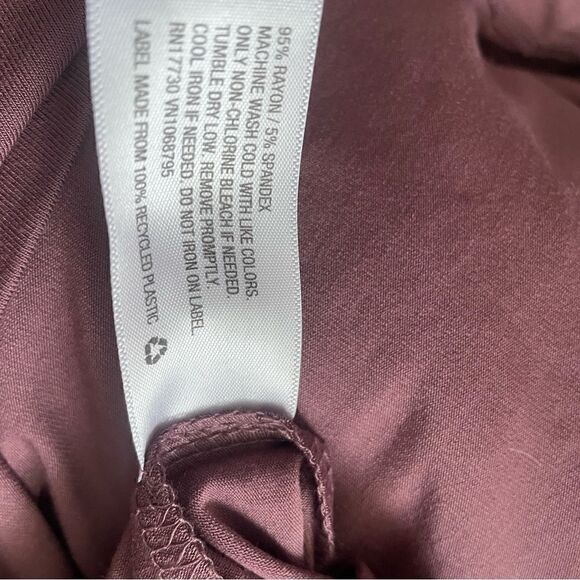 95% RAYON / 5% SPANDEX
MACHINE WASH COLD WITH LIKE COLORS.
ONLY NON-CHLORINE BLEACH IF NEEDED.
TUMBLE DRY LOW. REMOVE PROMPTLY.
COOL IRON IF NEEDED. DO NOT IRON ON LABEL.
RN17730 VN1068795
LABEL MADE FROM 100% RECYCLED PLASTIC